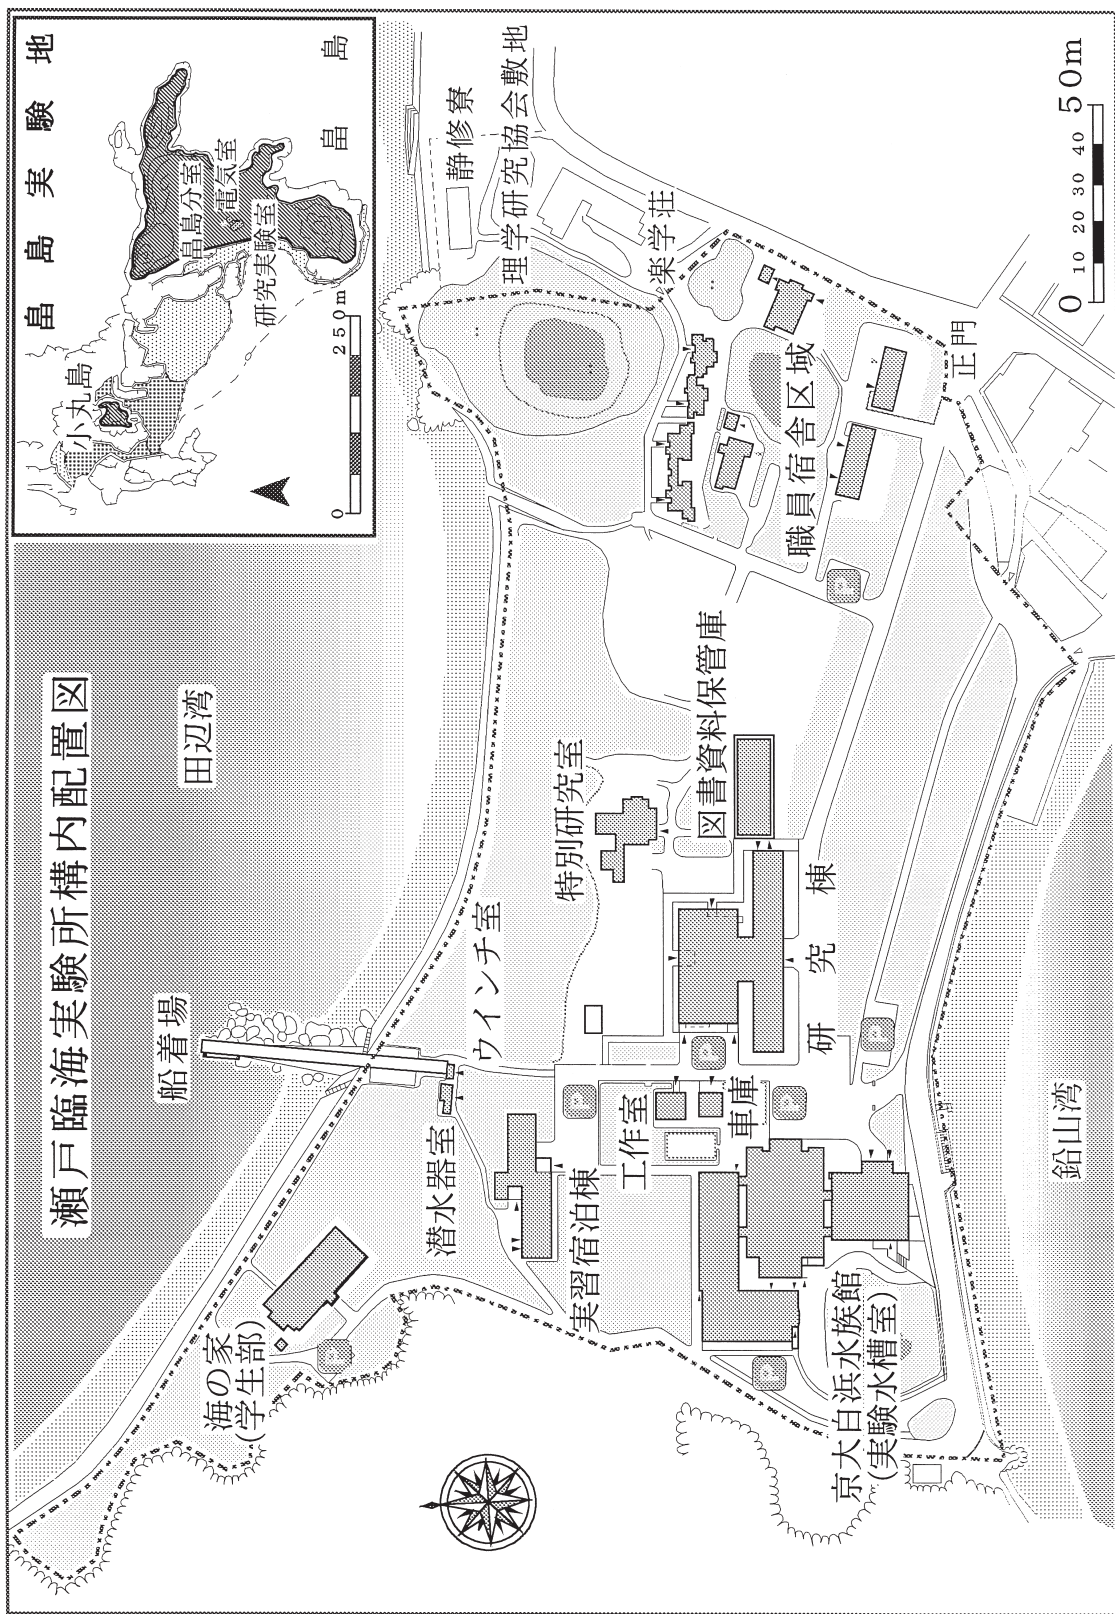 瀬戸臨海実験所構内配置図
畠島実験地
小丸島
畠島分室
電気室
研究実験室
畠島
0
250m
田辺湾
船着場
海の家
(学生部)
潜水器室
ウインチ室
実習宿泊棟
工作室
車庫
特別研究室
図書資料保管庫
研究棟
京大白浜水族館
(実験水槽室)
静修寮
理学研究協会敷地
楽学荘
職員宿舎区域
正門
鉛山湾
P
P
P
P
P
P
P
0 10 20 30 40 50m